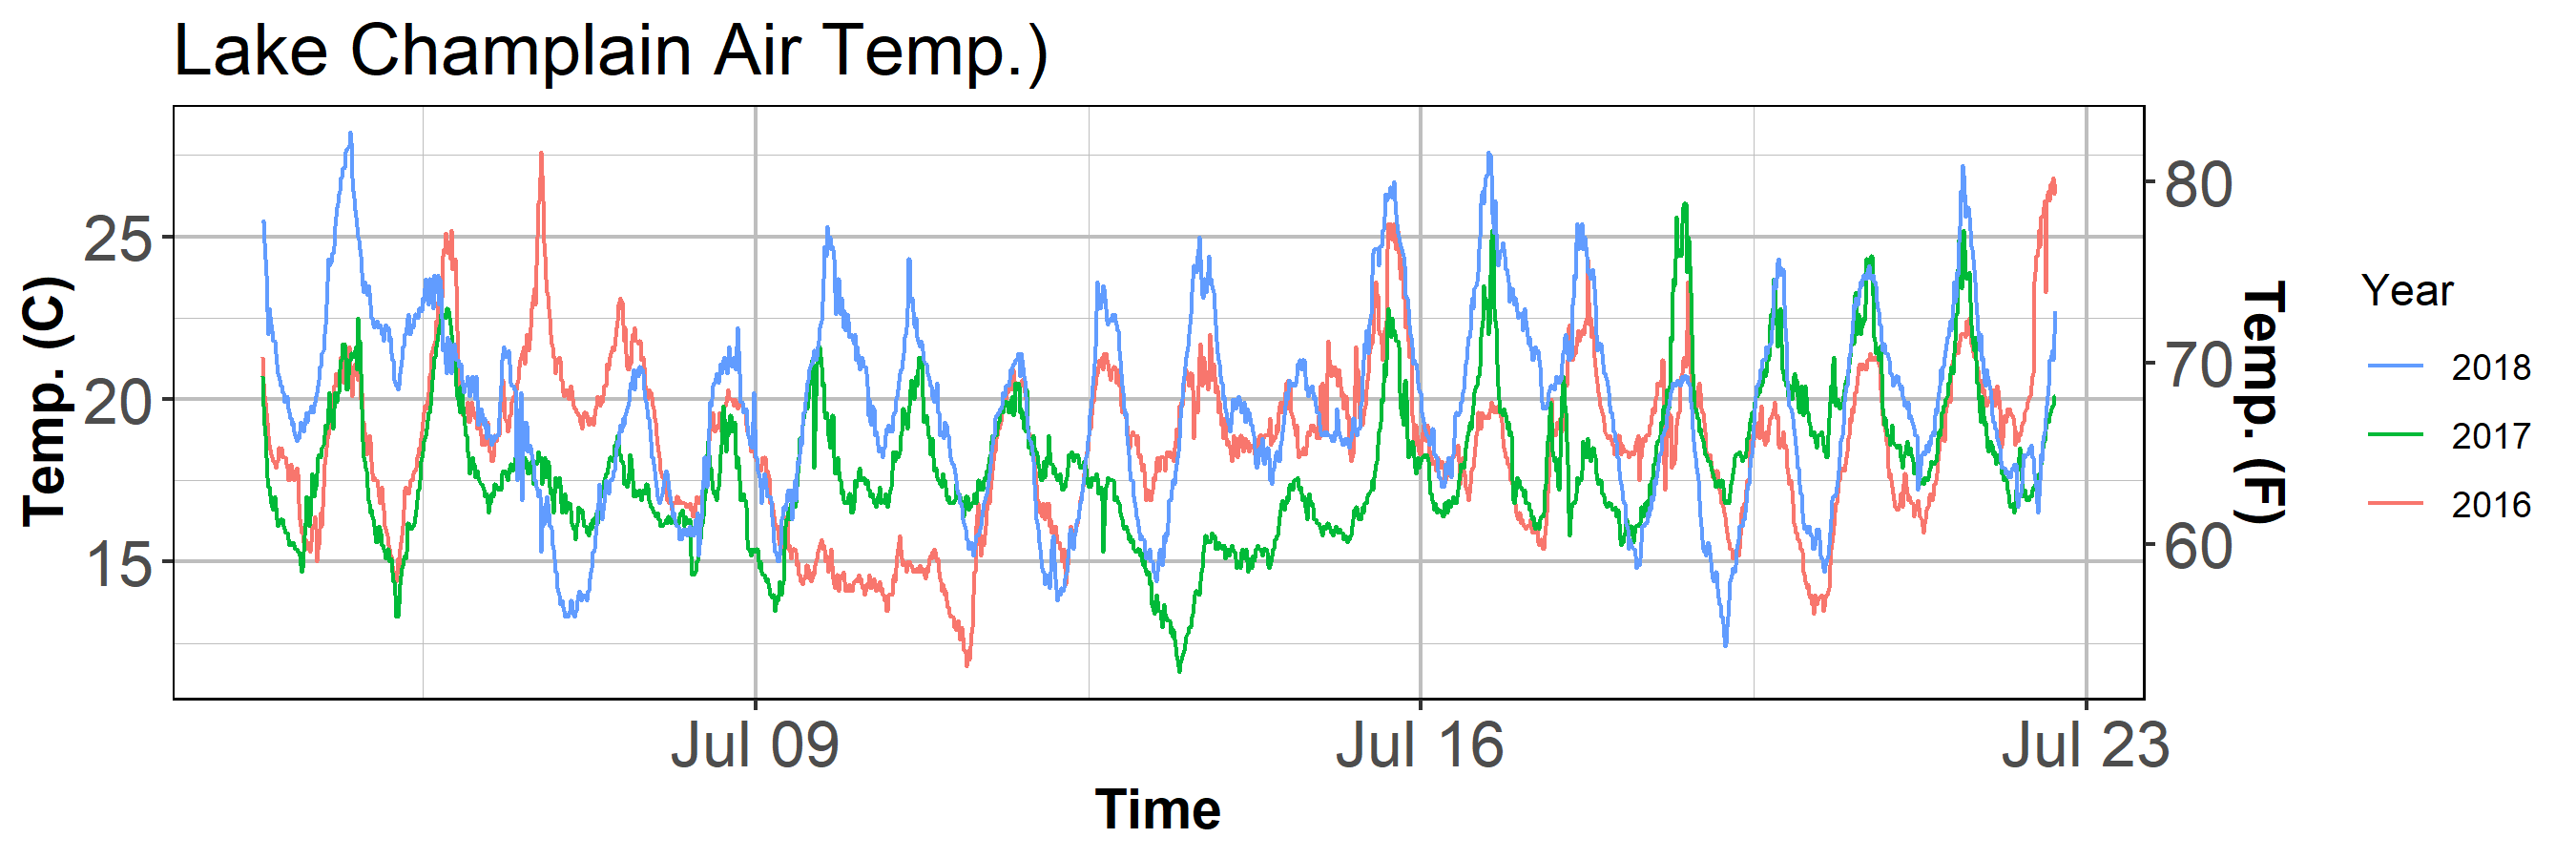 Lake Champlain Air Temp.)
Temp. (C)
25
20
15
80
70
60
Temp. (F)
Jul 09
Jul 16
Jul 23
Time
Year
2018
2017
2016